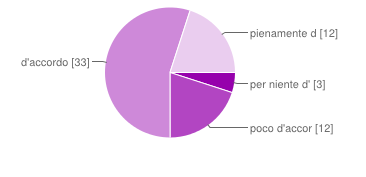 pienamente d [12]
d'accordo [33]
per niente d' [3]
poco d'accor [12]